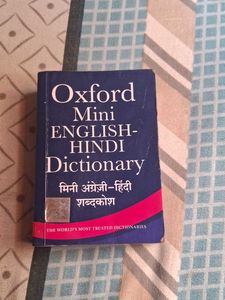 Oxford
Mini
ENGLISH-
HINDI
Dictionary
मिनी अंग्रेज़ी–हिंदी
शब्दकोश
THE WORLD'S MOST TRUSTED DICTIONARIES